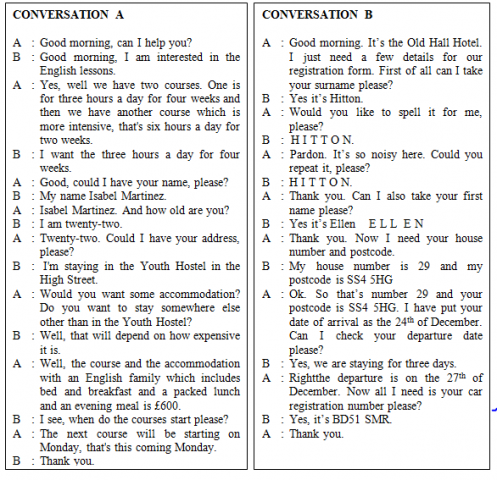 CONVERSATION A
A : Good morning, can I help you?
B : Good morning, I am interested in the
English lessons.
A : Yes, well we have two courses. One is
for three hours a day for four weeks and
then we have another course which is
more intensive, that's six hours a day for
two weeks.
B : I want the three hours a day for four
weeks.
A : Good, could I have your name, please?
B : My name Isabel Martinez.
A : Isabel Martinez. And how old are you?
B : I am twenty-two.
A : Twenty-two. Could I have your address,
please?
B : I'm staying in the Youth Hostel in the
High Street.
A : Would you want some accommodation?
Do you want to stay somewhere else
other than in the Youth Hostel?
B : Well, that will depend on how expensive
it is.
A : Well, the course and the accommodation
with an English family which includes
bed and breakfast and a packed lunch
and an evening meal is £600.
B : I see, when do the courses start please?
A : The next course will be starting on
Monday, that's this coming Monday.
B : Thank you.
CONVERSATION B
A : Good morning. It's the Old Hall Hotel.
I just need a few details for our
registration form. First of all can I take
your surname please?
B : Yes it's Hitton.
A : Would you like to spell it for me,
please?
B : H I T T O N.
A : Pardon. It's so noisy here. Could you
repeat it, please?
B : H I T T O N.
A : Thank you. Can I also take your first
name please?
B : Yes it's Ellen E L L E N
A : Thank you. Now I need your house
number and postcode.
B : My house number is 29 and my
postcode is SS4 5HG
A : Ok. So that's number 29 and your
postcode is SS4 5HG. I have put your
date of arrival as the 24th of December.
Can I check your departure date
please?
B : Yes, we are staying for three days.
A : Rightthe departure is on the 27th of
December. Now all I need is your car
registration number please?
B : Yes, it's BD51 SMR.
A : Thank you.